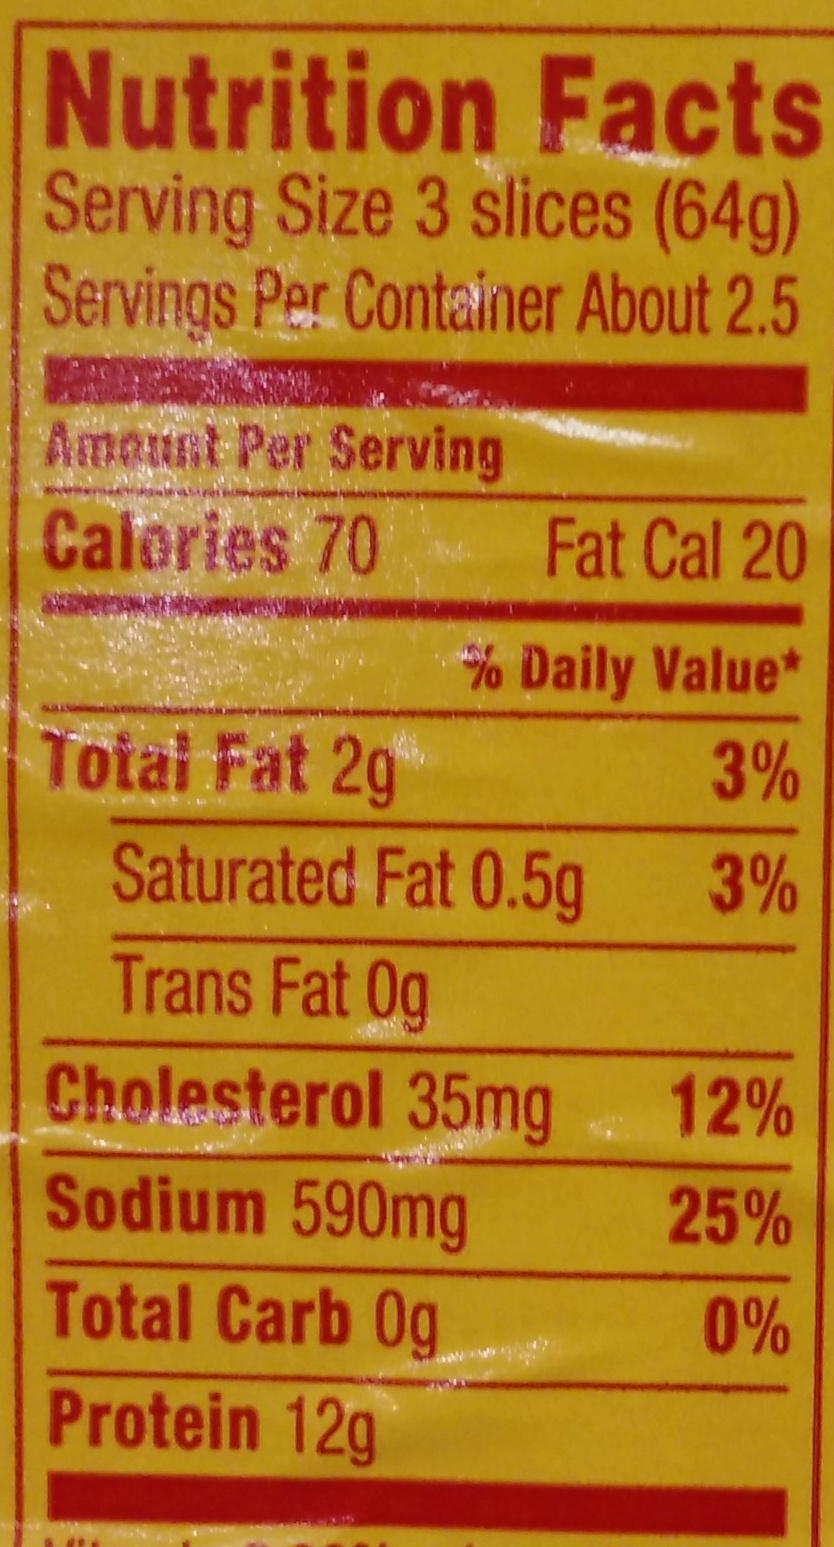 Nutrition Facts
Serving Size 3 slices (64g)
Servings Per Container About 2.5
Amount Per Serving
Calories 70 Fat Cal 20
% Daily Value*
Total Fat 2g 3%
Saturated Fat 0.5g 3%
Trans Fat 0g
Cholesterol 35mg 12%
Sodium 590mg 25%
Total Carb 0g 0%
Protein 12g